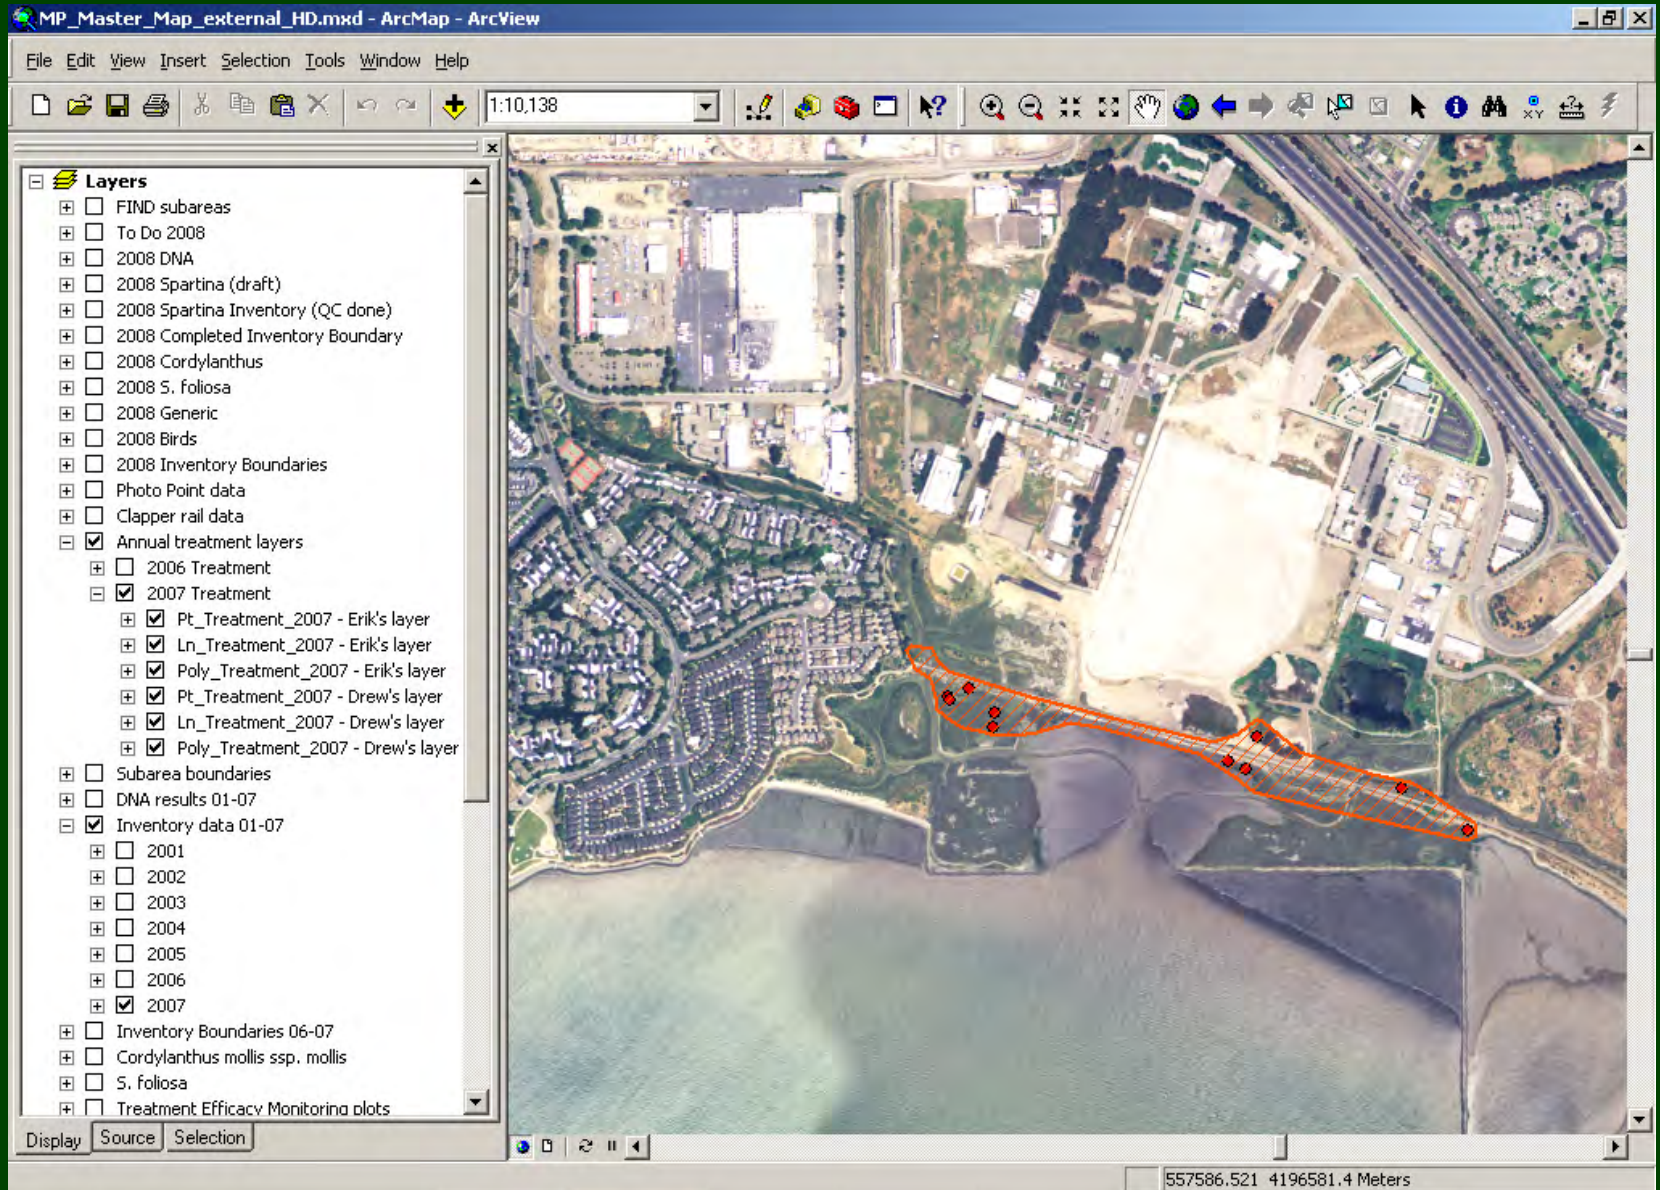 MP_Master_Map_external_HD.mxd - ArcMap - ArcView
File Edit View Insert Selection Tools Window Help
1:10,138
Layers
FIND subareas
To Do 2008
2008 DNA
2008 Spartina (draft)
2008 Spartina Inventory (QC done)
2008 Completed Inventory Boundary
2008 Cordylanthus
2008 S. foliosa
2008 Generic
2008 Birds
2008 Inventory Boundaries
Photo Point data
Clapper rail data
Annual treatment layers
2006 Treatment
2007 Treatment
Pt_Treatment_2007 - Erik's layer
Ln_Treatment_2007 - Erik's layer
Poly_Treatment_2007 - Erik's layer
Pt_Treatment_2007 - Drew's layer
Ln_Treatment_2007 - Drew's layer
Poly_Treatment_2007 - Drew's layer
Subarea boundaries
DNA results 01-07
Inventory data 01-07
2001
2002
2003
2004
2005
2006
2007
Inventory Boundaries 06-07
Cordylanthus mollis ssp. mollis
S. foliosa
Treatment Efficacy Monitoring plots
Display Source Selection
557586.521 4196581.4 Meters